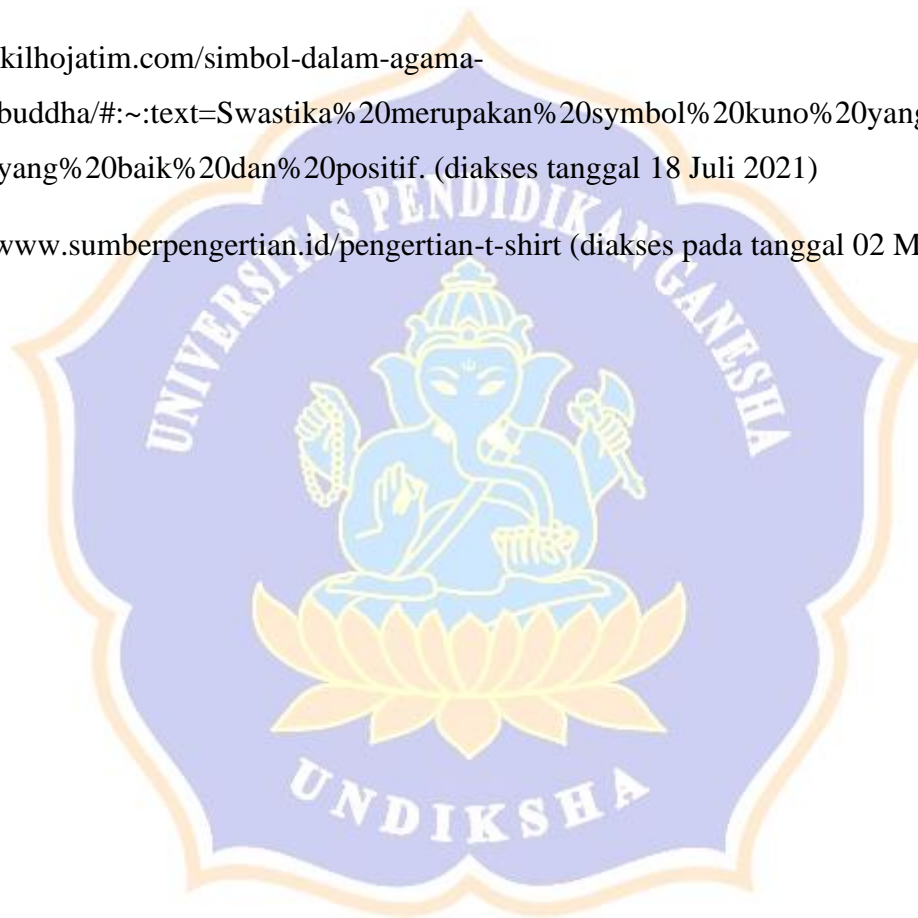 kilhojatim.com/simbol-dalam-agama-
buddha/#:~:text=Swastika%20merupakan%20symbol%20kuno%20yang
yang%20baik%20dan%20positif. (diakses tanggal 18 Juli 2021)
www.sumberpengertian.id/pengertian-t-shirt (diakses pada tanggal 02 M
UNIVERSITAS PENDIDIKAN GANESHA
UNDIKSHA